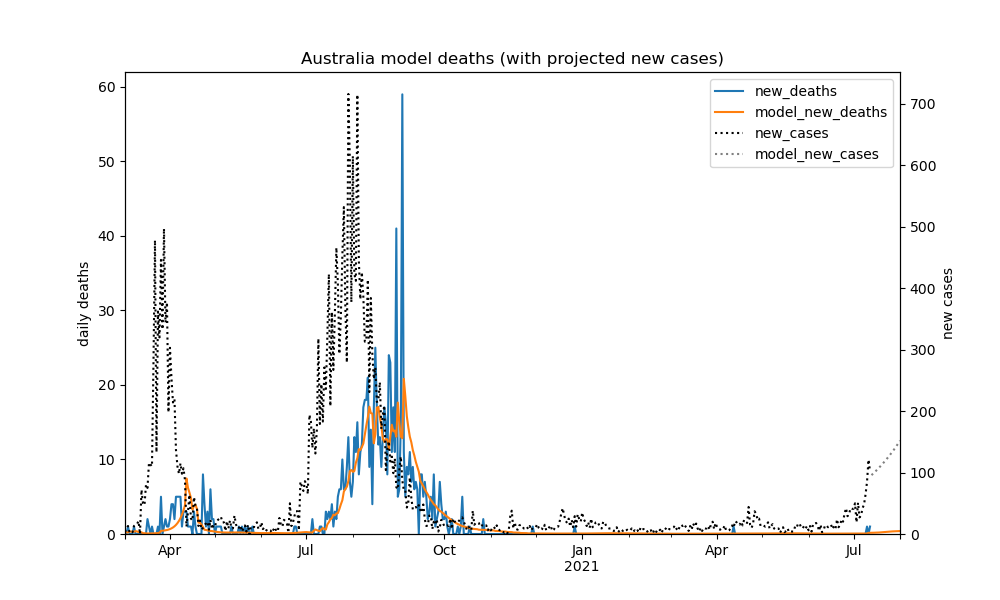 Australia model deaths (with projected new cases)
new_deaths
model_new_deaths
new_cases
model_new_cases
60
50
40
30
20
10
0
daily deaths
700
600
500
400
300
200
100
0
new cases
Apr
Jul
Oct
Jan
2021
Apr
Jul